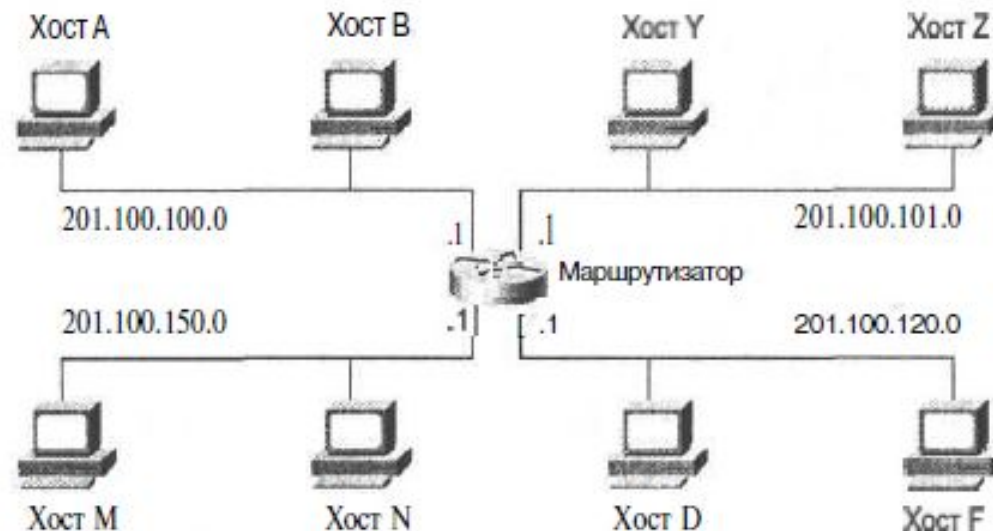 Хост A
Хост B
Хост Y
Хост Z
201.100.100.0
.1
.1
201.100.101.0
Маршрутизатор
201.100.150.0
.1
.1
201.100.120.0
Хост M
Хост N
Хост D
Хост F